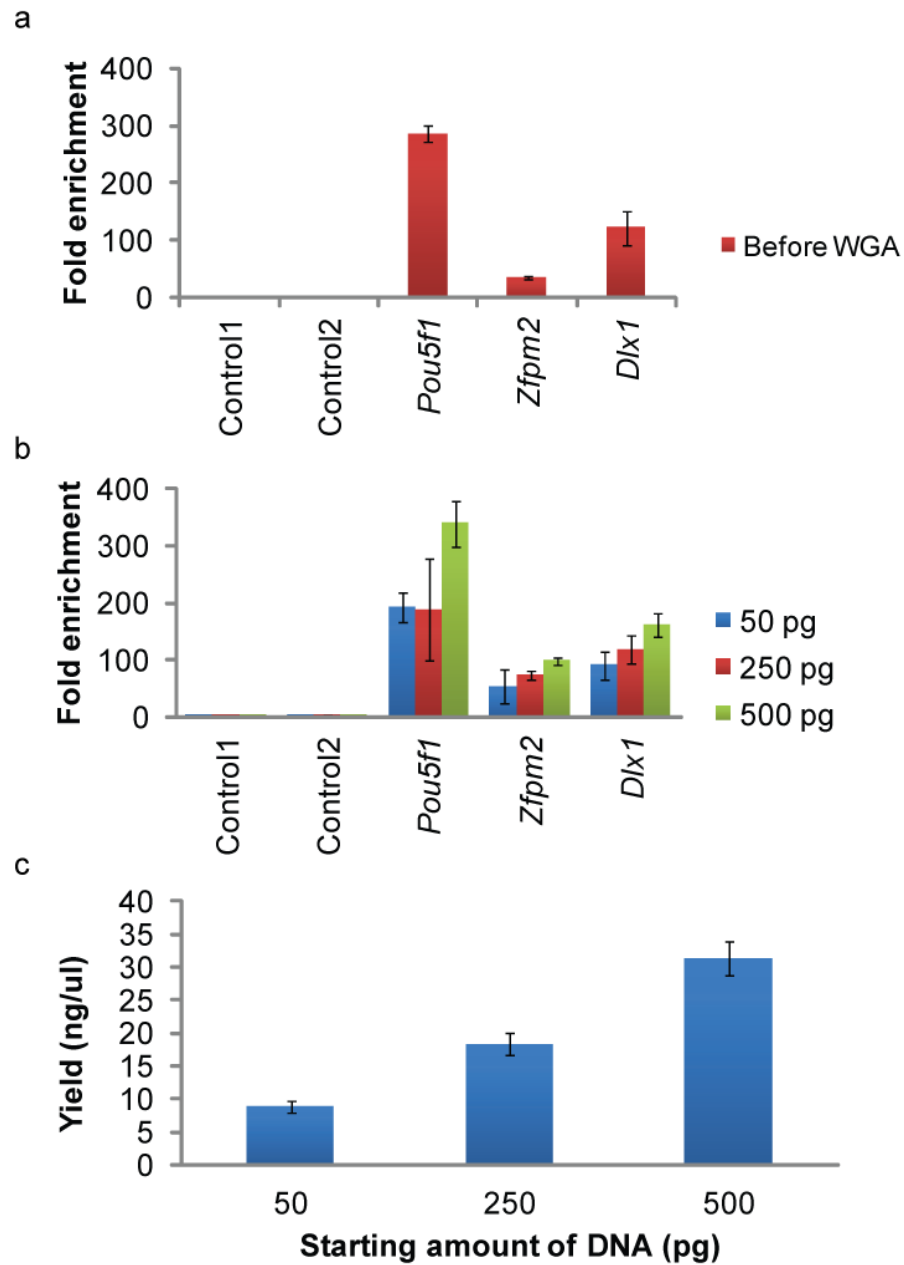 a
Fold enrichment
400
300
200
100
0
Control1
Control2
Pou5f1
Zfpm2
Dlx1
Before WGA
b
Fold enrichment
400
300
200
100
0
Control1
Control2
Pou5f1
Zfpm2
Dlx1
50 pg
250 pg
500 pg
c
Yield (ng/ul)
40
35
30
25
20
15
10
5
0
50
250
500
Starting amount of DNA (pg)